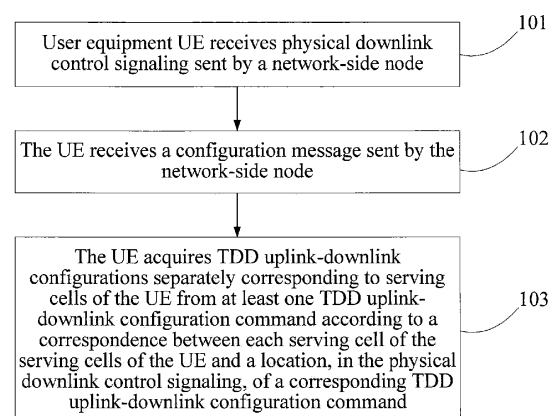 User equipment UE receives physical downlink
control signaling sent by a network-side node
101
The UE receives a configuration message sent by the
network-side node
102
The UE acquires TDD uplink-downlink
configurations separately corresponding to serving
cells of the UE from at least one TDD uplink-
downlink configuration command according to a
correspondence between each serving cell of the
serving cells of the UE and a location, in the physical
downlink control signaling, of a corresponding TDD
uplink-downlink configuration command
103